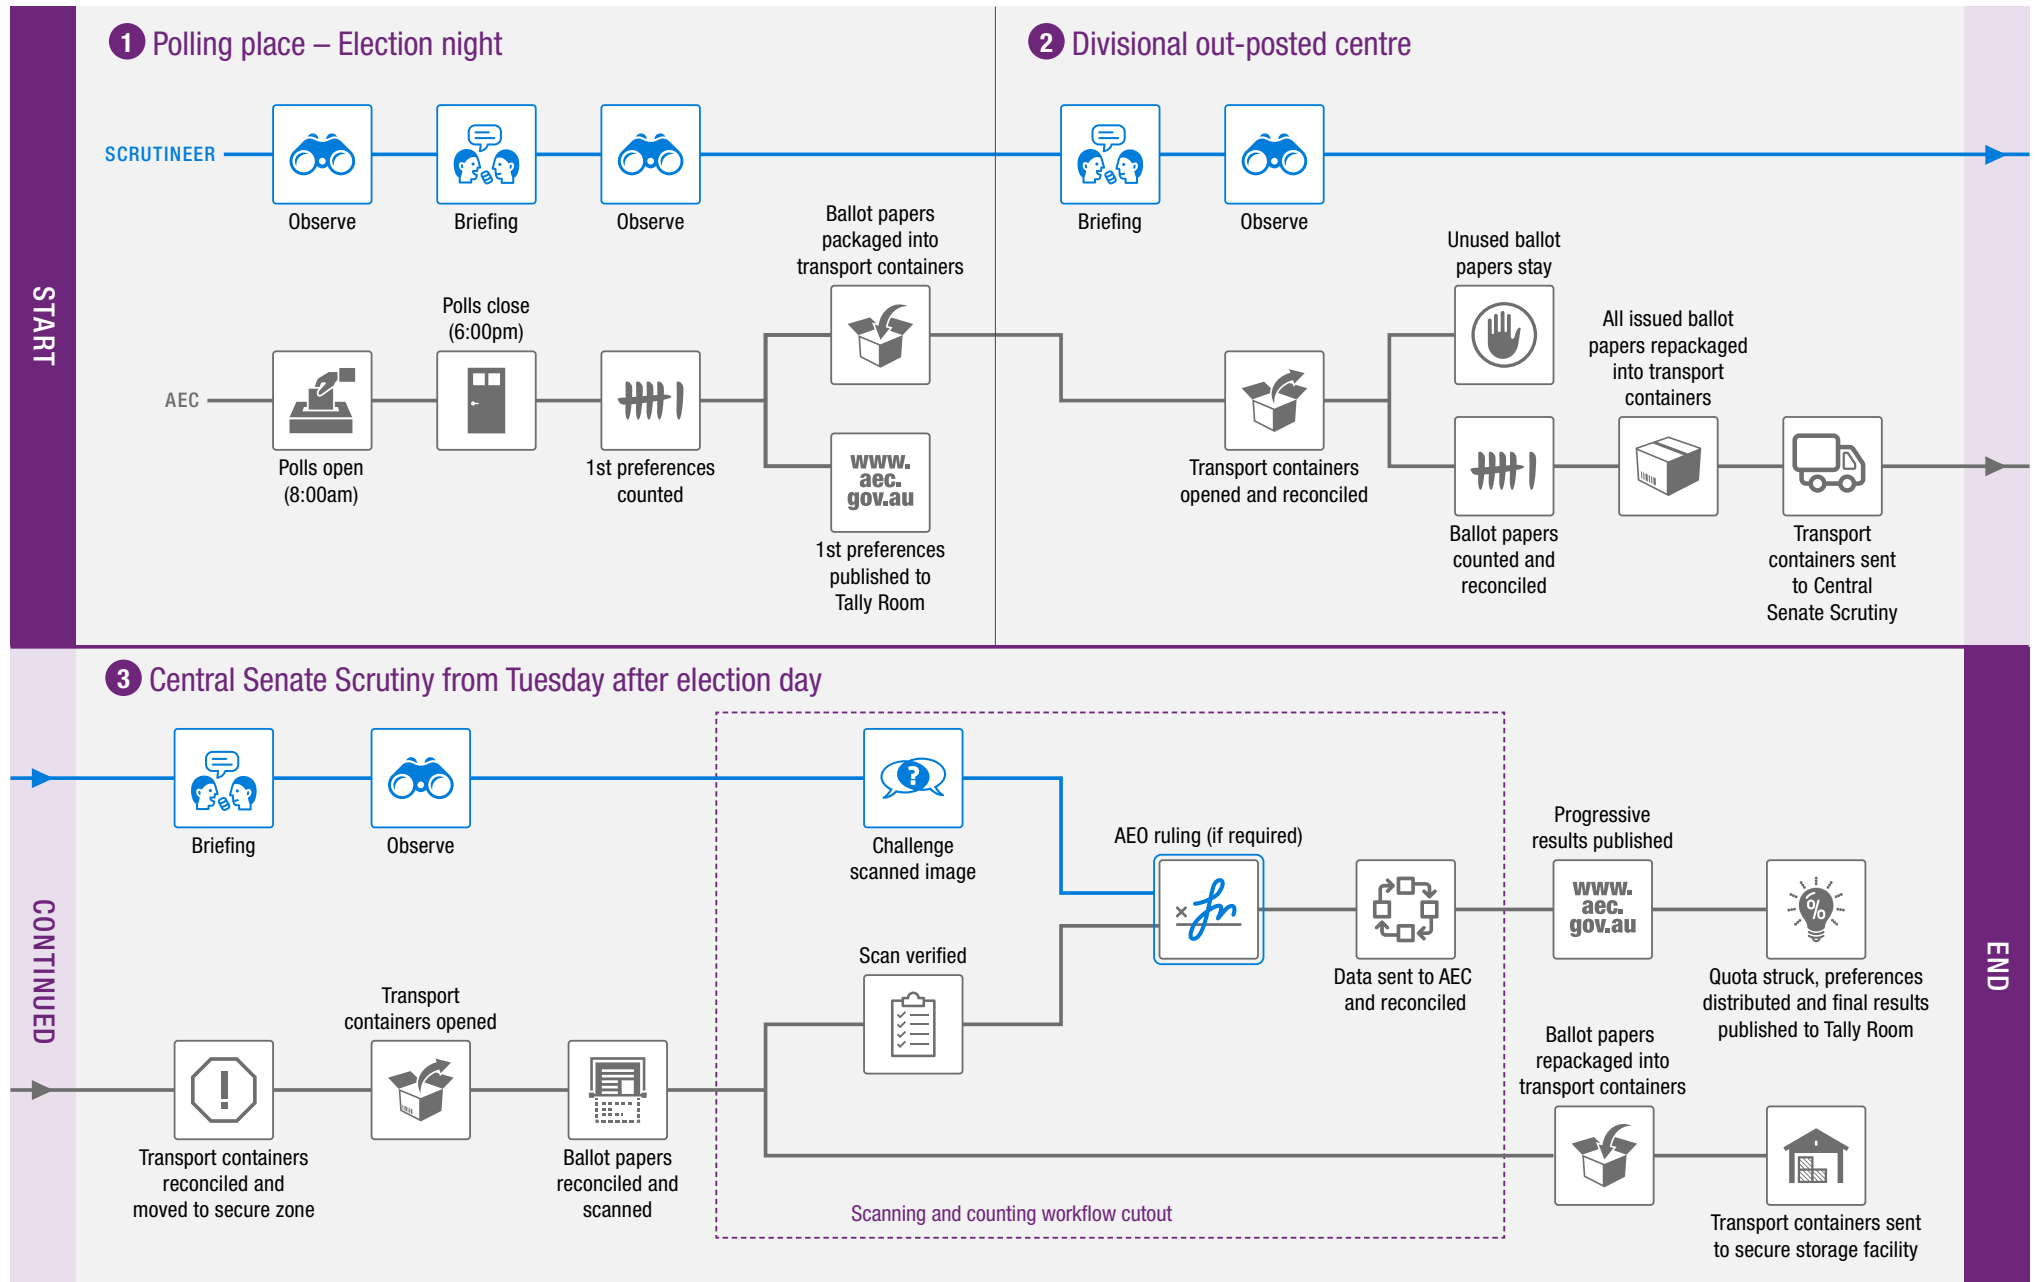 START
1 Polling place – Election night
SCRUTINEER
Observe
Briefing
Observe
AEC
Polls open
(8:00am)
Polls close
(6:00pm)
1st preferences
counted
Ballot papers
packaged into
transport containers
www.
aec.
gov.au
1st preferences
published to
Tally Room
2 Divisional out-posted centre
Briefing
Observe
Transport containers
opened and reconciled
Unused ballot
papers stay
Ballot papers
counted and
reconciled
All issued ballot
papers repackaged
into transport
containers
Transport
containers sent
to Central
Senate Scrutiny
CONTINUED
3 Central Senate Scrutiny from Tuesday after election day
Briefing
Observe
?
Challenge
scanned image
Transport containers
reconciled and
moved to secure zone
Transport
containers opened
Ballot papers
reconciled and
scanned
Scan verified
AEO ruling (if required)
Data sent to AEC
and reconciled
Scanning and counting workflow cutout
Progressive
results published
www.
aec.
gov.au
%
Quota struck, preferences
distributed and final results
published to Tally Room
Ballot papers
repackaged into
transport containers
Transport containers sent
to secure storage facility
END